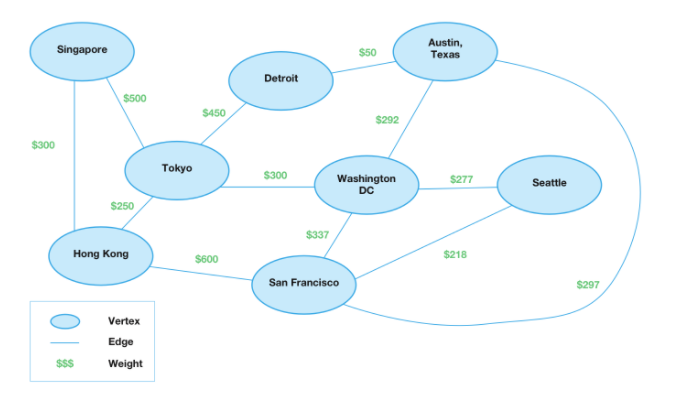 Singapore
$500
$300
Detroit
$450
$50
Austin,
Texas
$292
Tokyo
$300
$250
Washington
DC
$277
Seattle
Hong Kong
$600
$337
San Francisco
$218
$297
Vertex
Edge
$$$ Weight